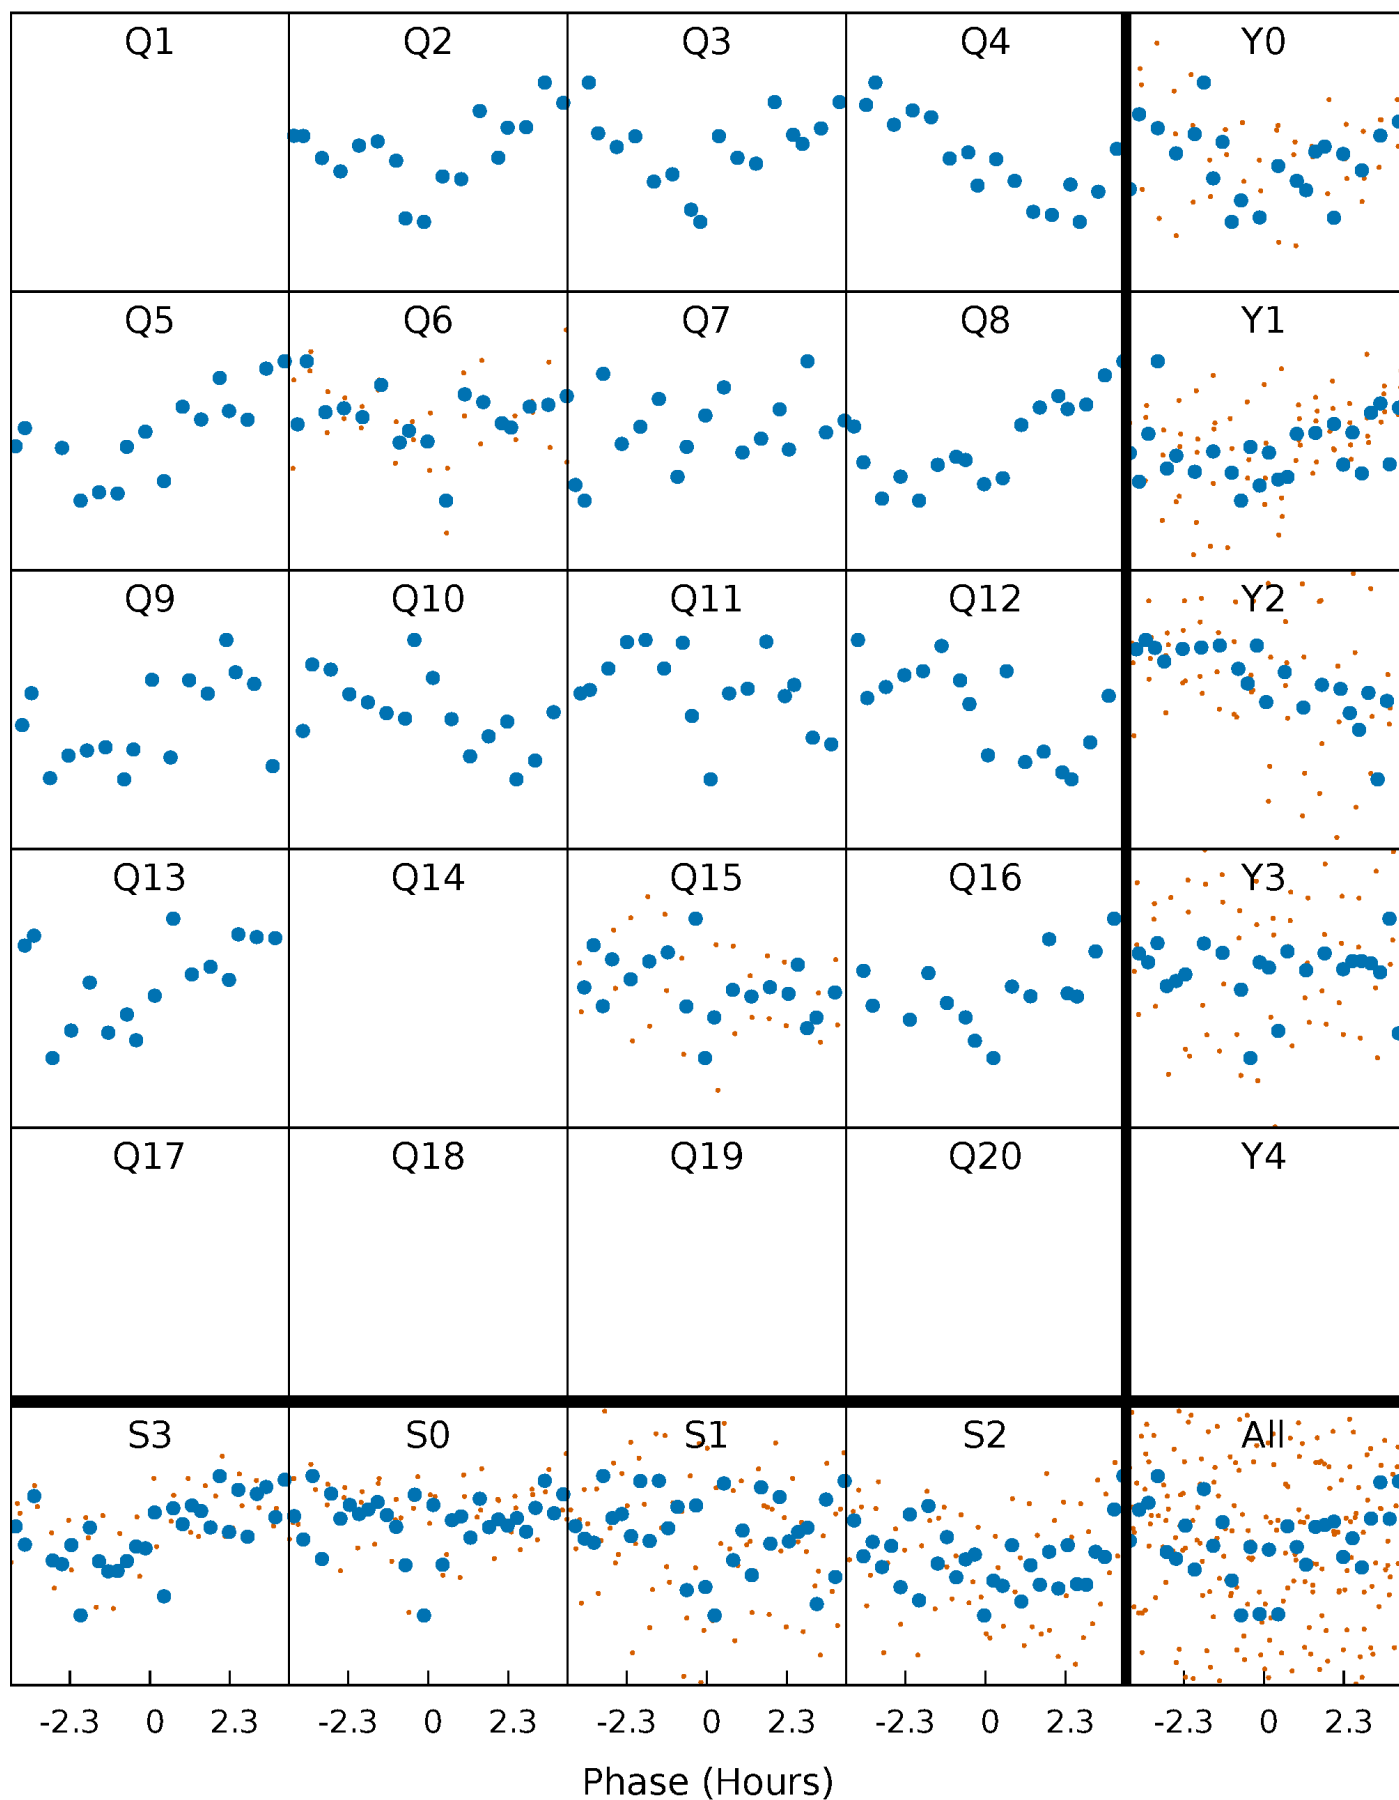 Q1 Q2 Q3 Q4 Y0
Q5 Q6 Q7 Q8 Y1
Q9 Q10 Q11 Q12 Y2
Q13 Q14 Q15 Q16 Y3
Q17 Q18 Q19 Q20 Y4
S3 S0 S1 S2 All
-2.3 0 2.3 -2.3 0 2.3 -2.3 0 2.3 -2.3 0 2.3 -2.3 0 2.3
Phase (Hours)